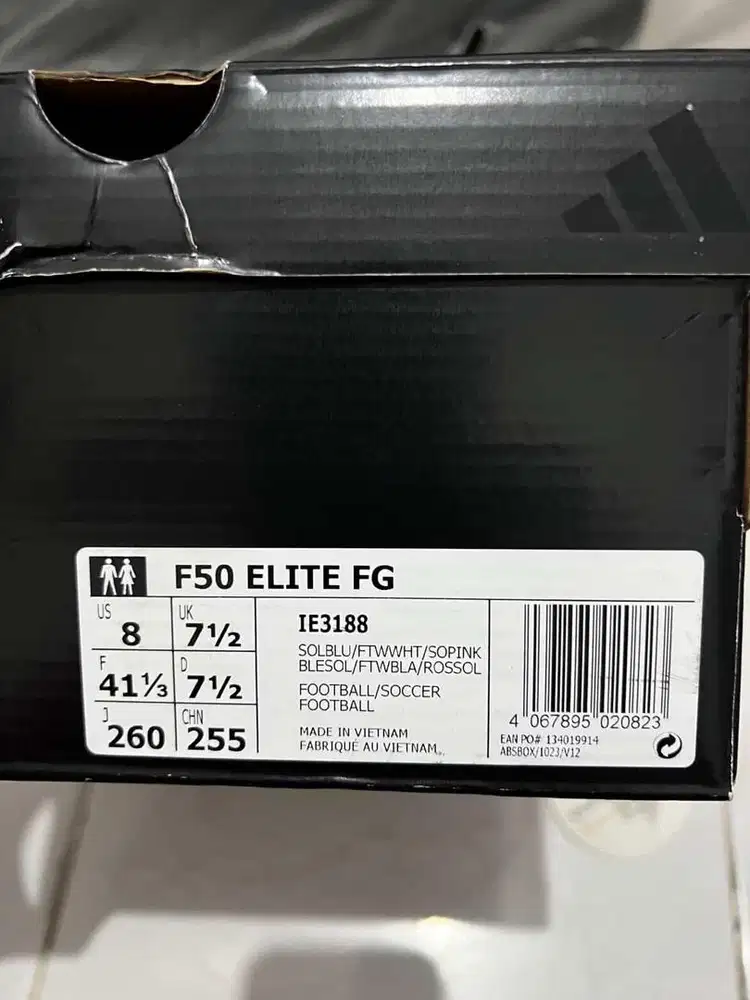 F50 ELITE FG
US 8
UK 7½
F 41⅓
D 7½
J 260
CHN 255
IE3188
SOLBLU/FTWWHT/SOPINK
BLESOL/FTWBLA/ROSSOL
FOOTBALL/SOCCER
FOOTBALL
MADE IN VIETNAM
FABRIQUÉ AU VIETNAM
4 067895 020823
EAN PO# 134019914
ABSBOX/1023/V12